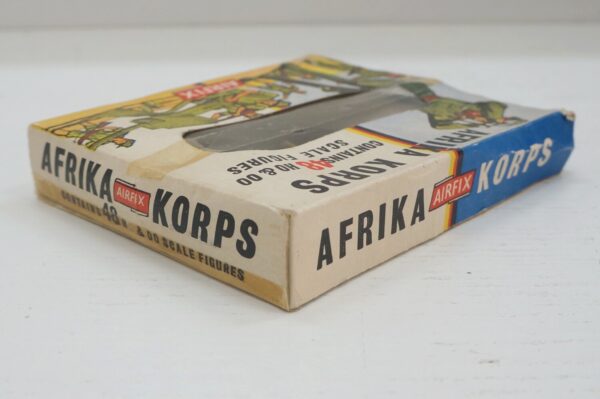 AIRFIX
AFRIKA KORPS
CONTAINS 48 HO & OO
SCALE FIGURES
AFRIKA AIRFIX KORPS
CONTAINS 48 & OO SCALE FIGURES
AFRIKA AIRFIX KORPS